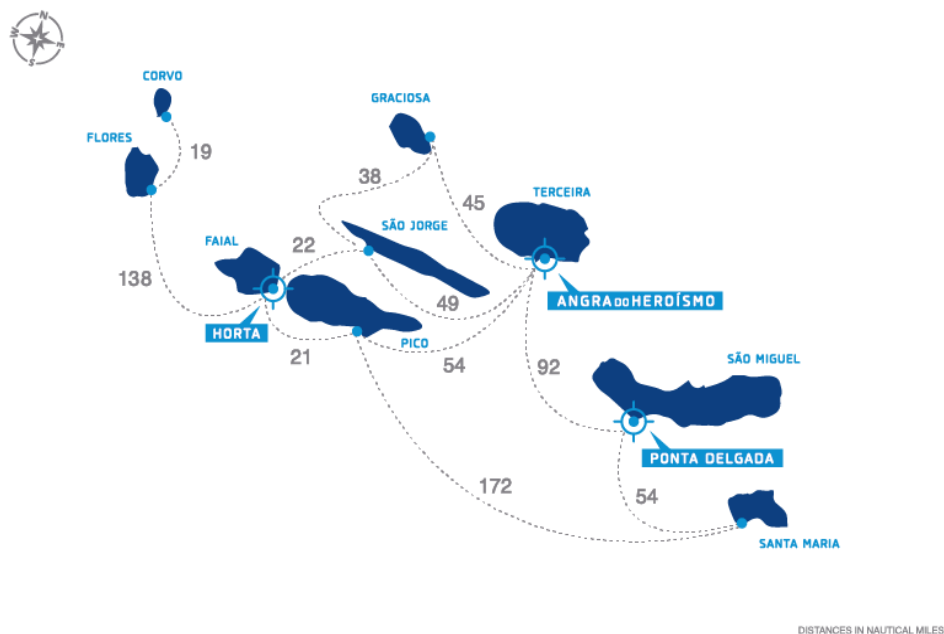 N
W
E
S
CORVO
GRACIOSA
FLORES
19
38
TERCEIRA
45
SÃO JORGE
FAIAL
22
138
49
ANGRA DO HEROÍSMO
HORTA
PICO
21
54
92
SÃO MIGUEL
PONTA DELGADA
172
54
SANTA MARIA
DISTANCES IN NAUTICAL MILES